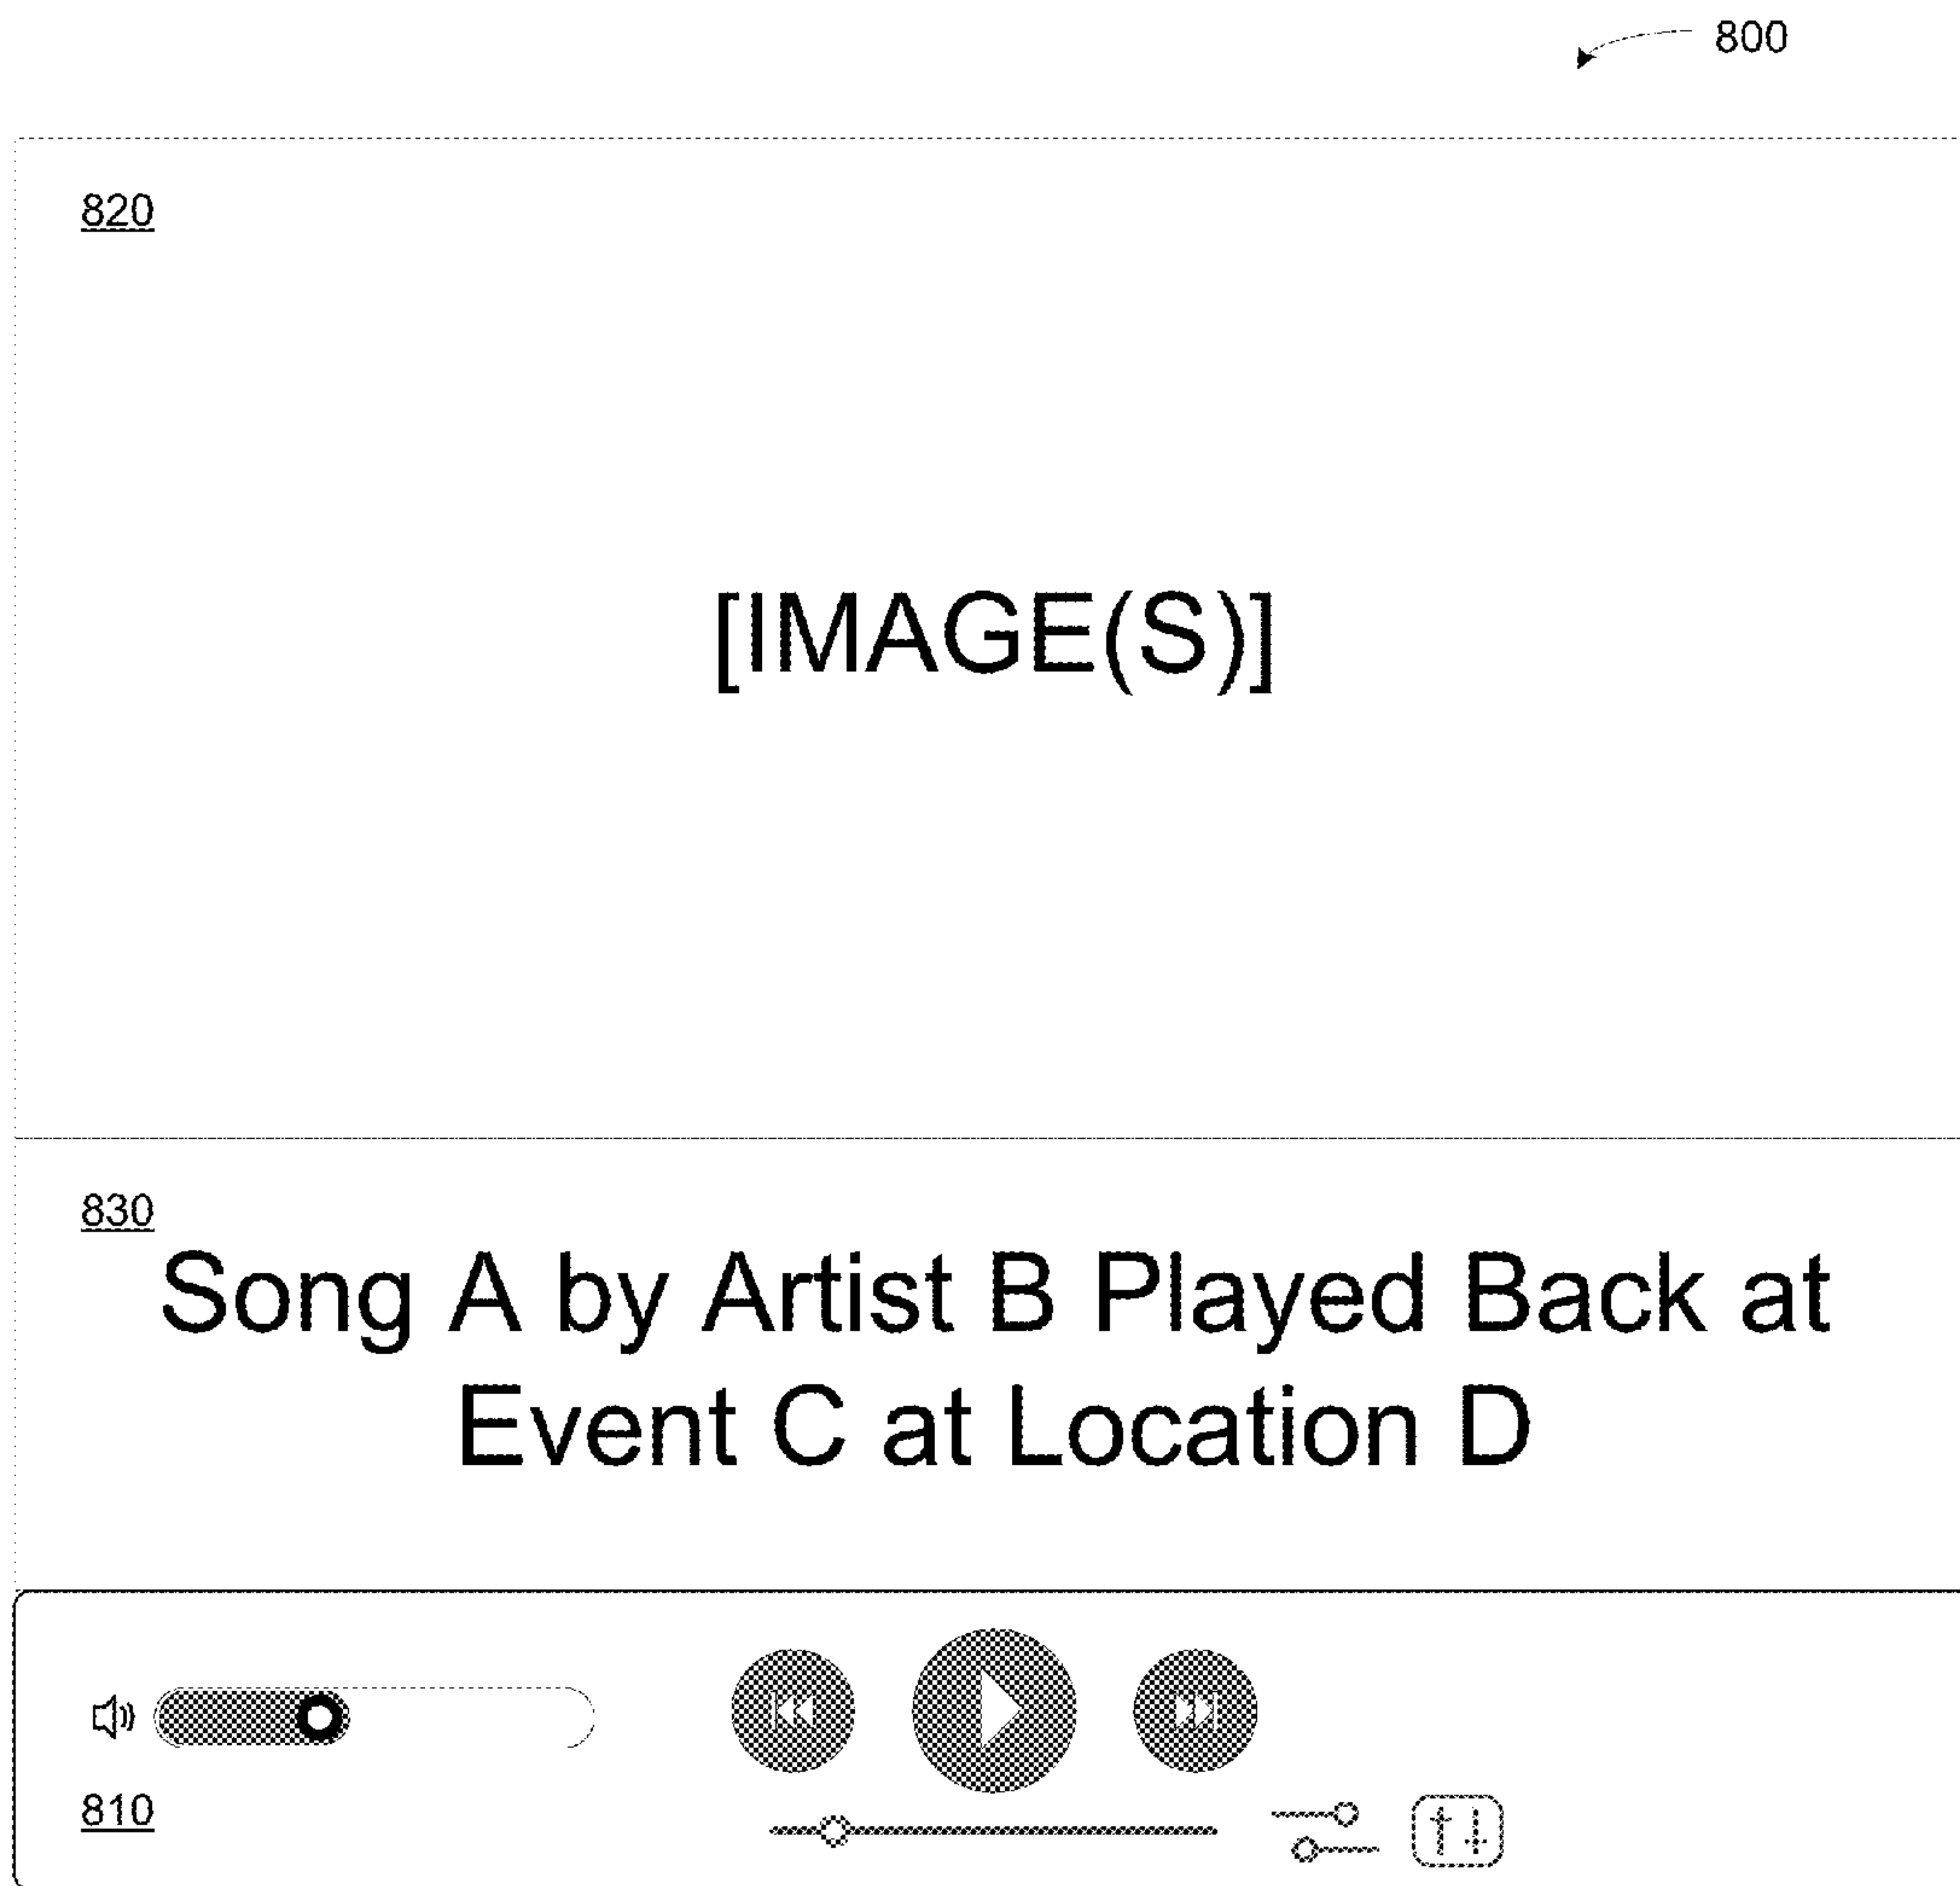 800
820
[IMAGE(S)]
830
Song A by Artist B Played Back at
Event C at Location D
810